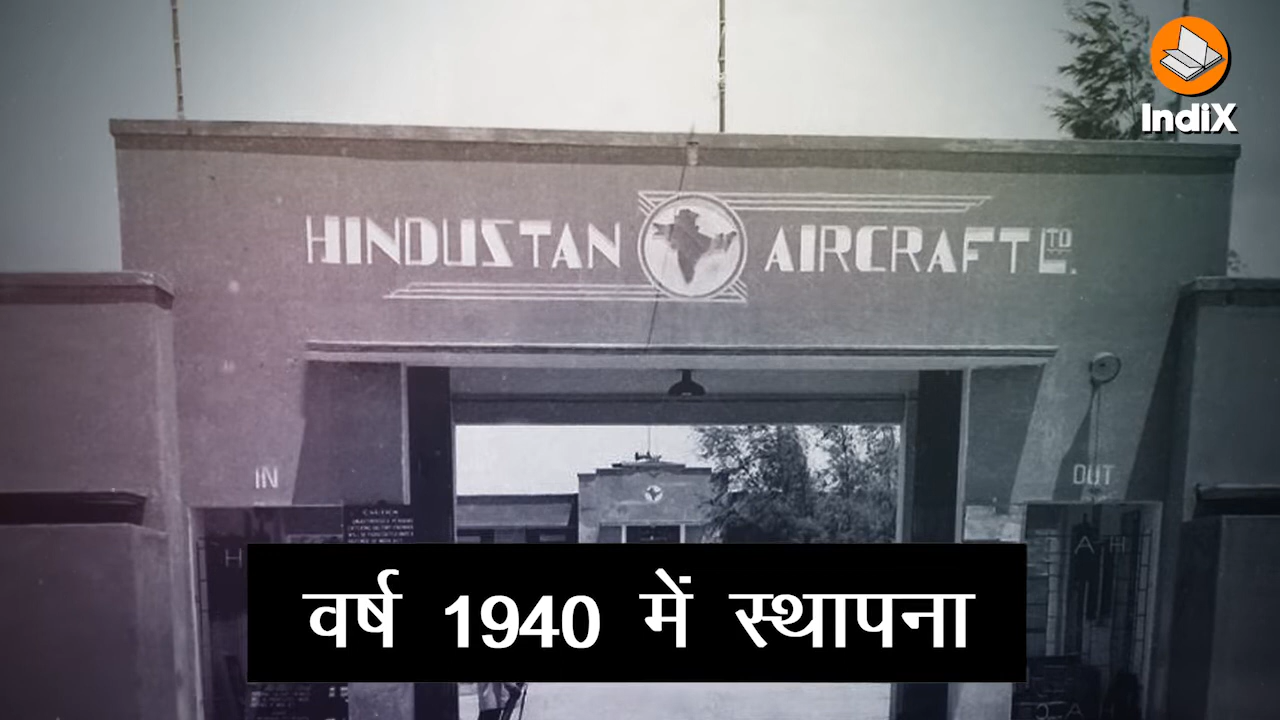 IndiX
HINDUSTAN AIRCRAFT LTD.
IN
OUT
CAUTION
वर्ष 1940 में स्थापना